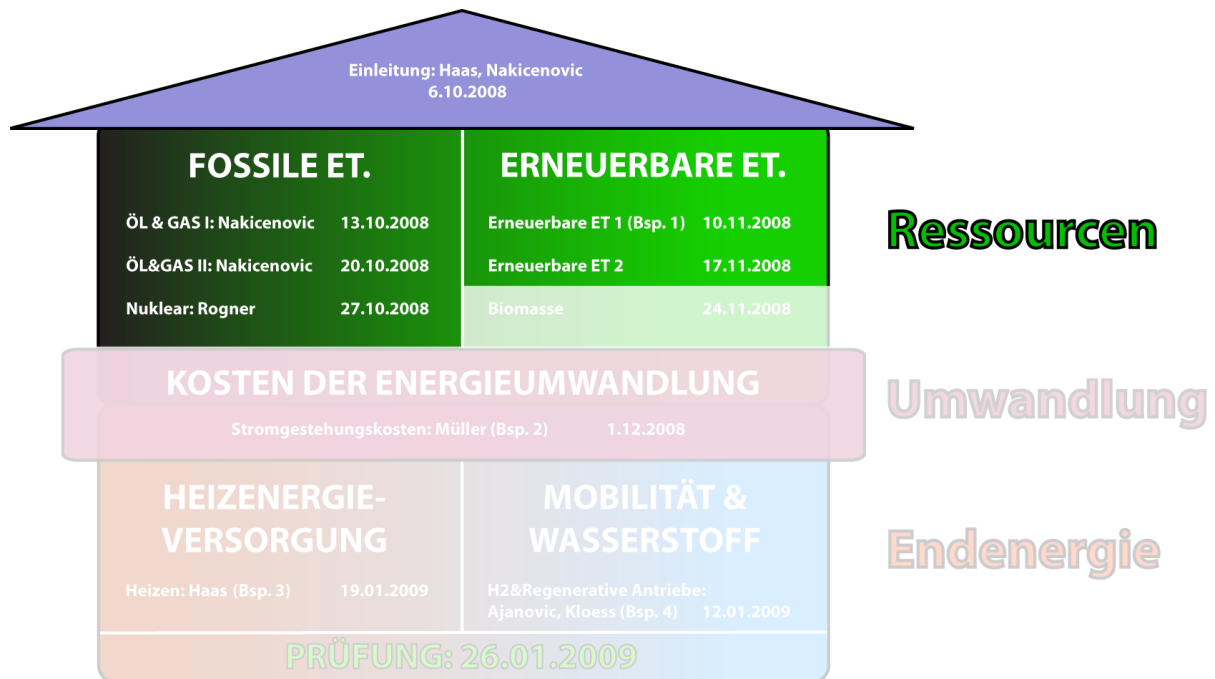 Einleitung: Haas, Nakicenovic
6.10.2008
FOSSILE ET.
ÖL & GAS I: Nakicenovic 13.10.2008
ÖL&GAS II: Nakicenovic 20.10.2008
Nuklear: Rogner 27.10.2008
ERNEUERBARE ET.
Erneuerbare ET 1 (Bsp. 1) 10.11.2008
Erneuerbare ET 2 17.11.2008
Biomasse 24.11.2008
Ressourcen
KOSTEN DER ENERGIEUMWANDLUNG
Stromgestehungskosten: Müller (Bsp. 2) 1.12.2008
Umwandlung
HEIZENERGIE-
VERSORGUNG
Heizen: Haas (Bsp. 3) 19.01.2009
MOBILITÄT &
WASSERSTOFF
H2&Regenerative Antriebe:
Ajanovic, Kloess (Bsp. 4) 12.01.2009
Endenergie
PRÜFUNG: 26.01.2009